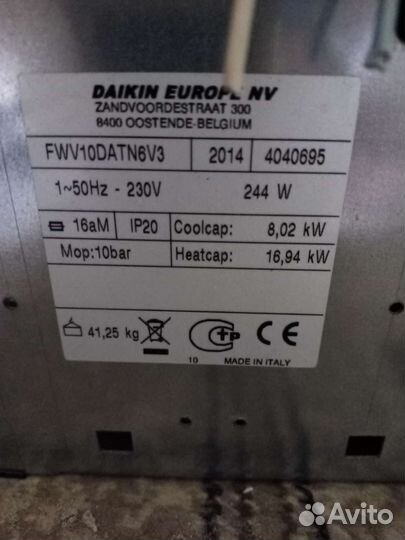 DAIKIN EUROPE NV
ZANDVOORDESTRAAT 300
8400 OOSTENDE-BELGIUM
FWV10DATN6V3 2014 4040695
1~50Hz - 230V 244 W
16aM IP20 Coolcap: 8,02 kW
Mop:10bar Heatcap: 16,94 kW
41,25 kg CE
10 MADE IN ITALY
Avito